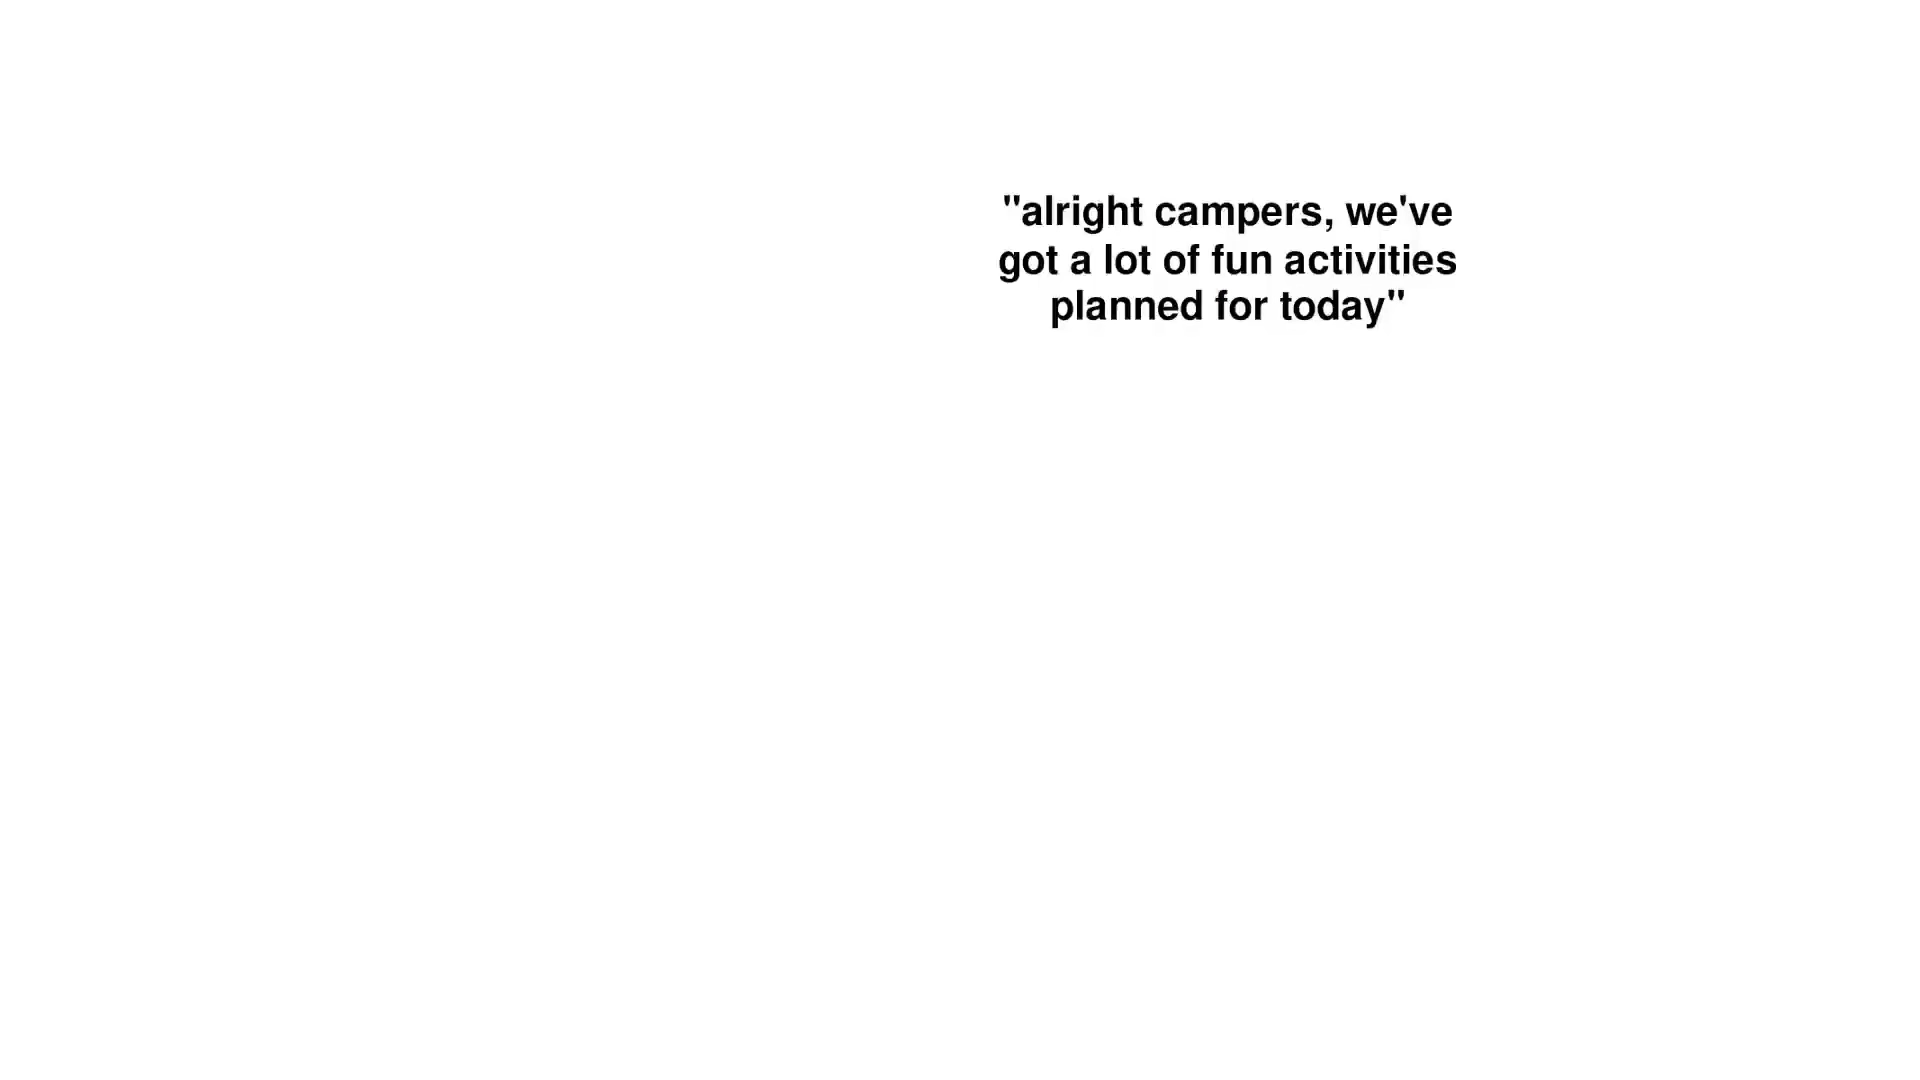 "alright campers, we've
got a lot of fun activities
planned for today"